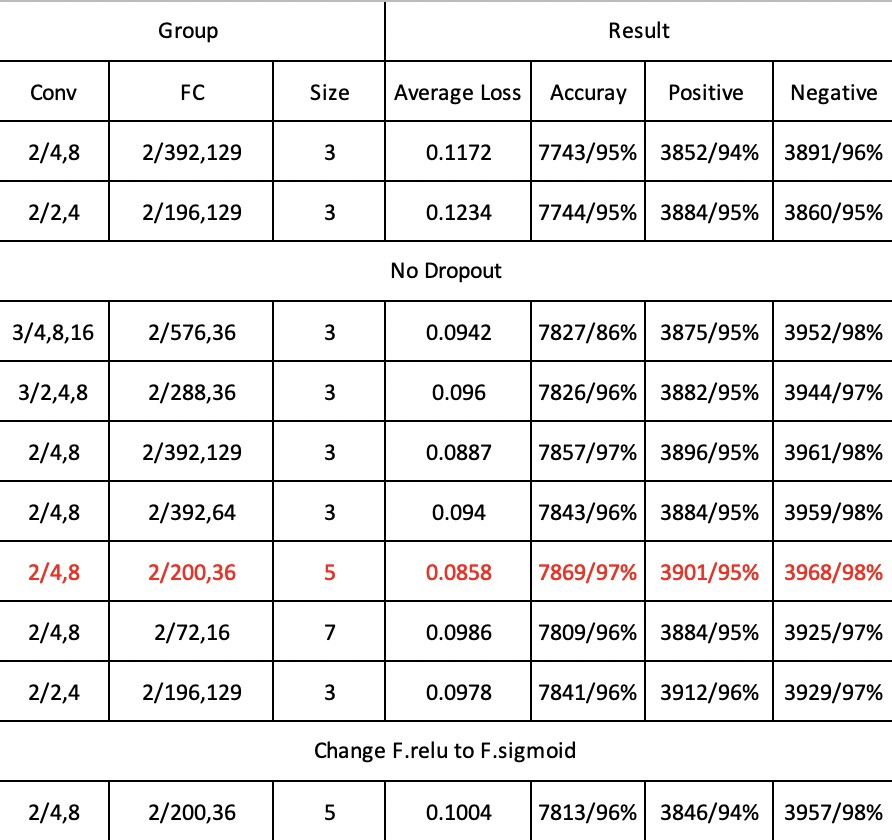 Group Result
Conv FC Size Average Loss Accuray Positive Negative
2/4,8 2/392,129 3 0.1172 7743/95% 3852/94% 3891/96%
2/2,4 2/196,129 3 0.1234 7744/95% 3884/95% 3860/95%
No Dropout
3/4,8,16 2/576,36 3 0.0942 7827/86% 3875/95% 3952/98%
3/2,4,8 2/288,36 3 0.096 7826/96% 3882/95% 3944/97%
2/4,8 2/392,129 3 0.0887 7857/97% 3896/95% 3961/98%
2/4,8 2/392,64 3 0.094 7843/96% 3884/95% 3959/98%
2/4,8 2/200,36 5 0.0858 7869/97% 3901/95% 3968/98%
2/4,8 2/72,16 7 0.0986 7809/96% 3884/95% 3925/97%
2/2,4 2/196,129 3 0.0978 7841/96% 3912/96% 3929/97%
Change F.relu to F.sigmoid
2/4,8 2/200,36 5 0.1004 7813/96% 3846/94% 3957/98%